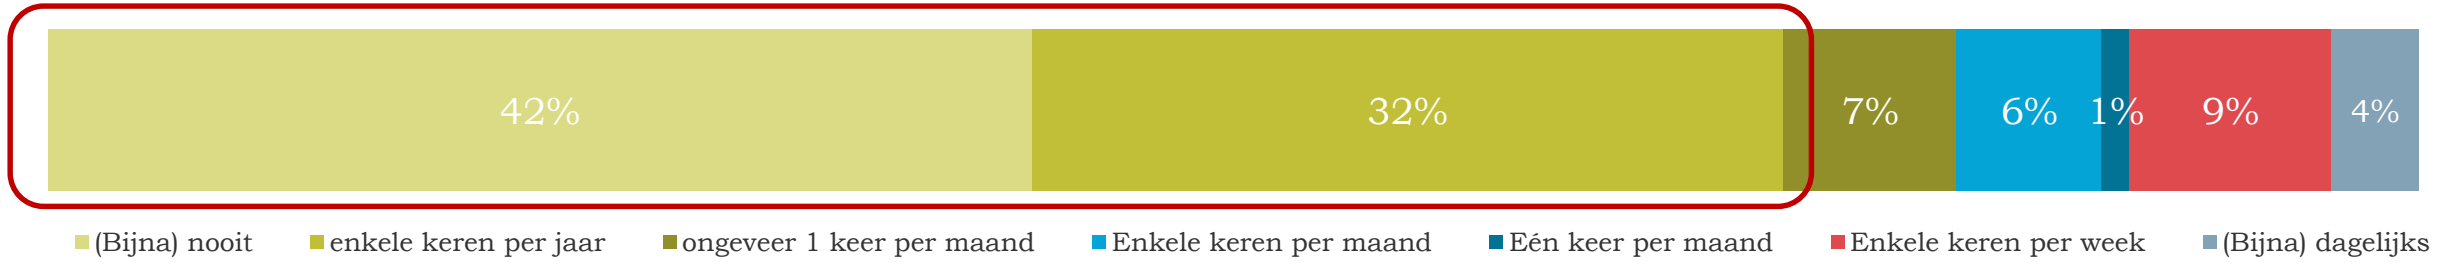 42% 32% 7% 6% 1% 9% 4%
(Bijna) nooit enkele keren per jaar ongeveer 1 keer per maand Enkele keren per maand Eén keer per maand Enkele keren per week (Bijna) dagelijks